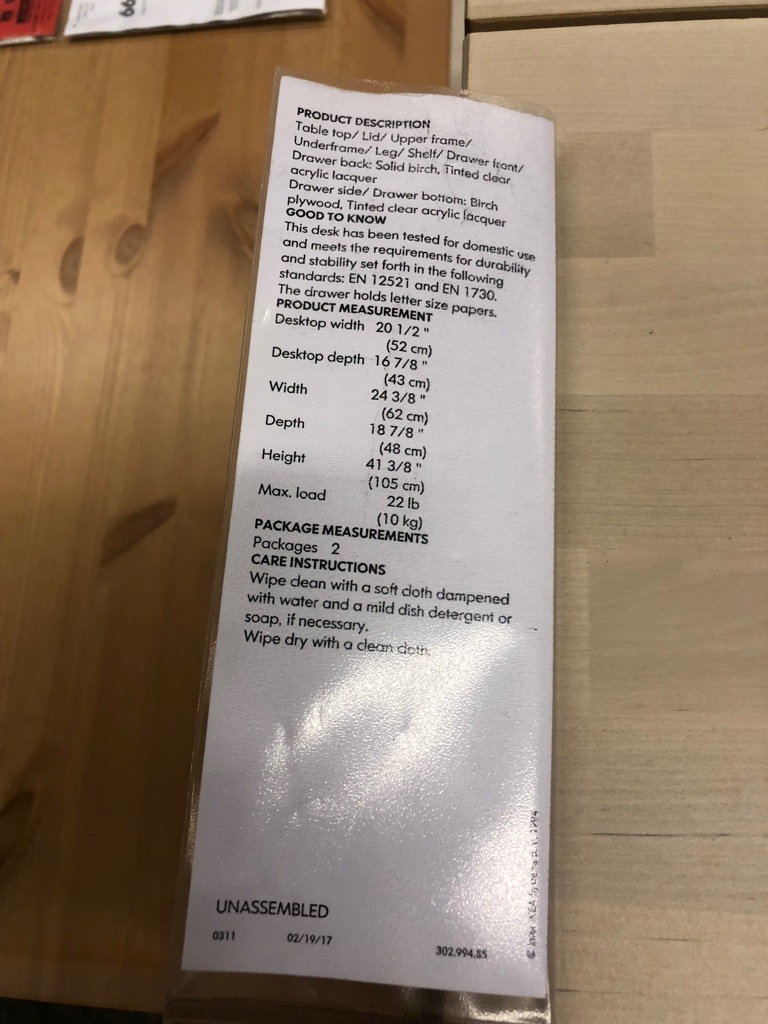 99
PRODUCT DESCRIPTION
Table top/ Lid/ Upper frame/
Underframe/ Leg/ Shelf/ Drawer front/
Drawer back: Solid birch, Tinted clear
acrylic lacquer
Drawer side/ Drawer bottom: Birch
plywood, Tinted clear acrylic lacquer
GOOD TO KNOW
This desk has been tested for domestic use
and meets the requirements for durability
and stability set forth in the following
standards: EN 12521 and EN 1730.
The drawer holds letter size papers.
PRODUCT MEASUREMENT
Desktop width 20 1/2 "
(52 cm)
Desktop depth 16 7/8 "
(43 cm)
Width 24 3/8 "
(62 cm)
Depth 18 7/8 "
(48 cm)
Height 41 3/8 "
(105 cm)
Max. load 22 lb
(10 kg)
PACKAGE MEASUREMENTS
Packages 2
CARE INSTRUCTIONS
Wipe clean with a soft cloth dampened
with water and a mild dish detergent or
soap, if necessary.
Wipe dry with a clean cloth.
UNASSEMBLED
0311 02/19/17 302.994.85
© Inter IKEA Systems B.V.